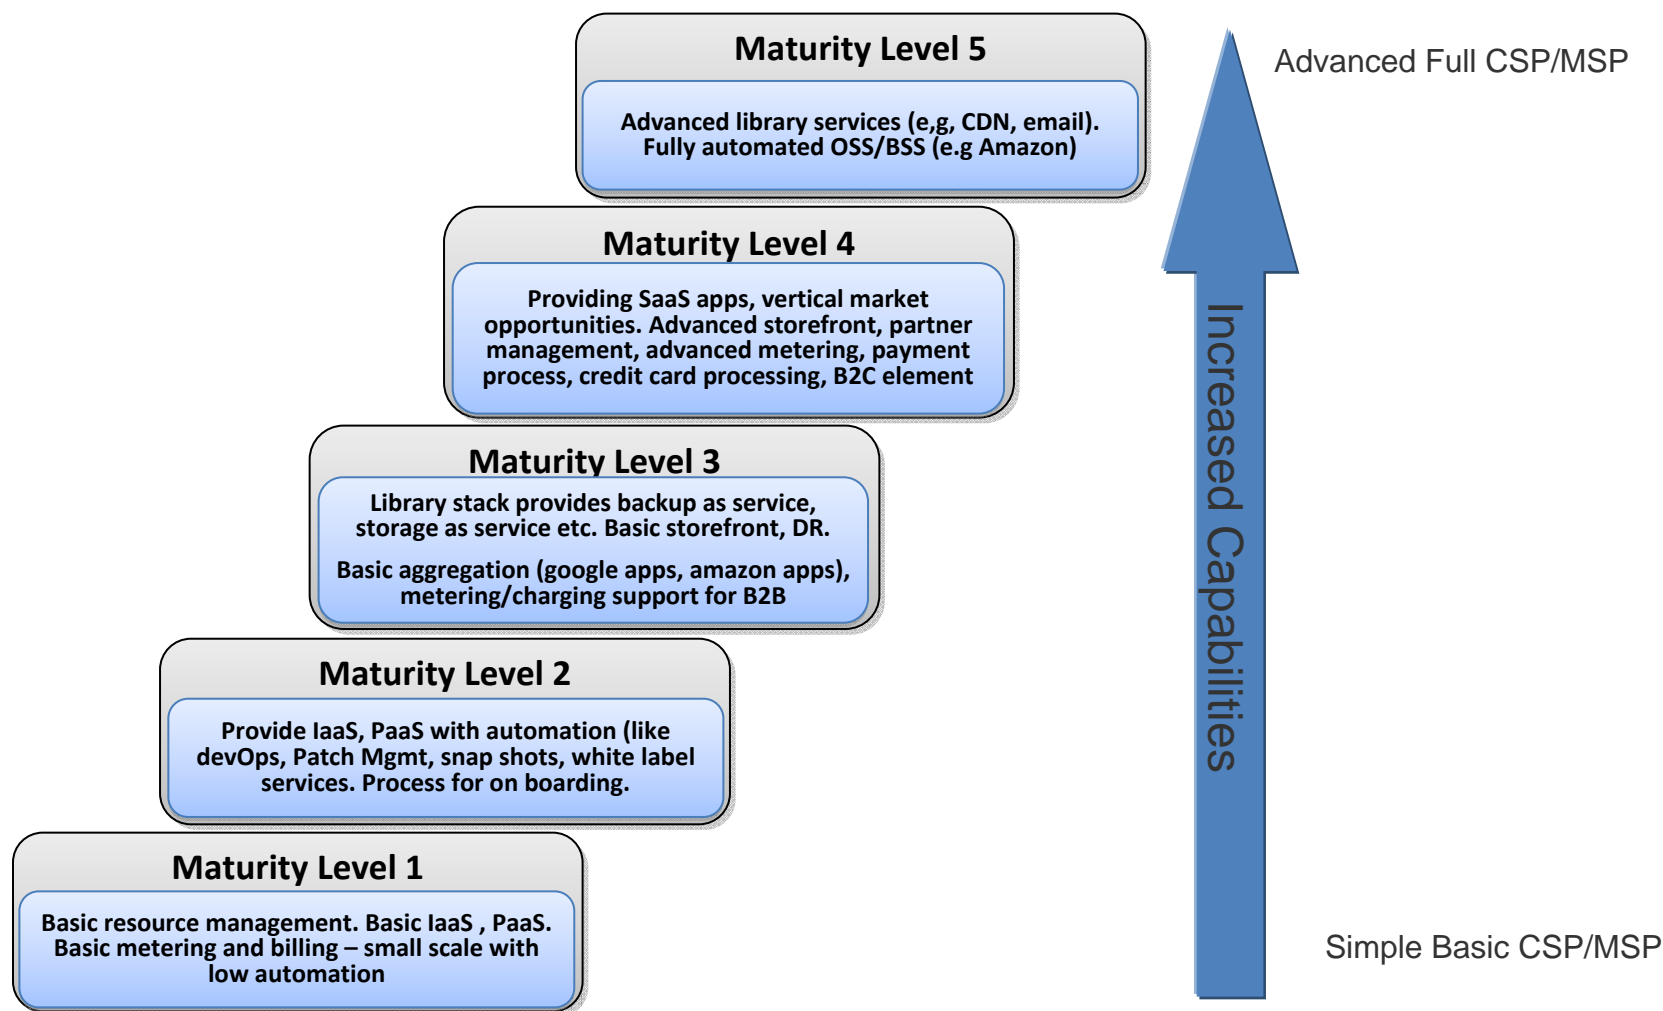 Maturity Level 5
Advanced Full CSP/MSP
Advanced library services (e,g, CDN, email).
Fully automated OSS/BSS (e.g Amazon)
Maturity Level 4
Providing SaaS apps, vertical market
opportunities. Advanced storefront, partner
management, advanced metering, payment
process, credit card processing, B2C element
Maturity Level 3
Library stack provides backup as service,
storage as service etc. Basic storefront, DR.
Basic aggregation (google apps, amazon apps),
metering/charging support for B2B
Maturity Level 2
Provide IaaS, PaaS with automation (like
devOps, Patch Mgmt, snap shots, white label
services. Process for on boarding.
Maturity Level 1
Basic resource management. Basic IaaS , PaaS.
Basic metering and billing – small scale with
low automation
Increased Capabilities
Simple Basic CSP/MSP